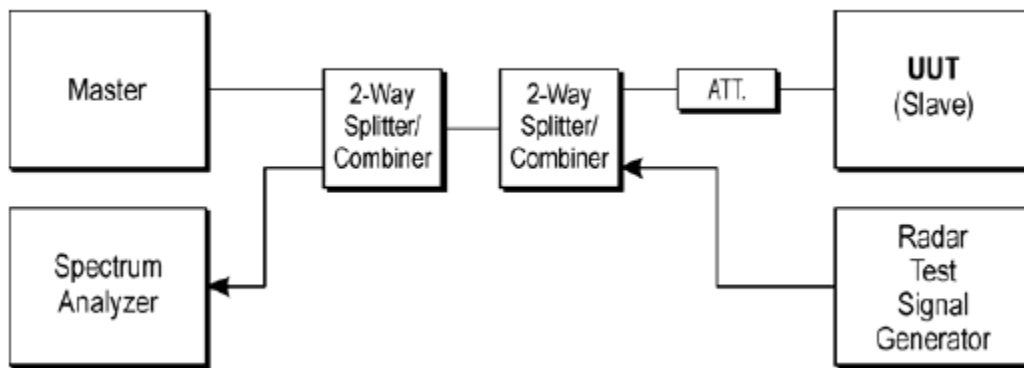 Master
2-Way
Splitter/
Combiner
2-Way
Splitter/
Combiner
ATT.
UUT
(Slave)
Spectrum
Analyzer
Radar
Test
Signal
Generator